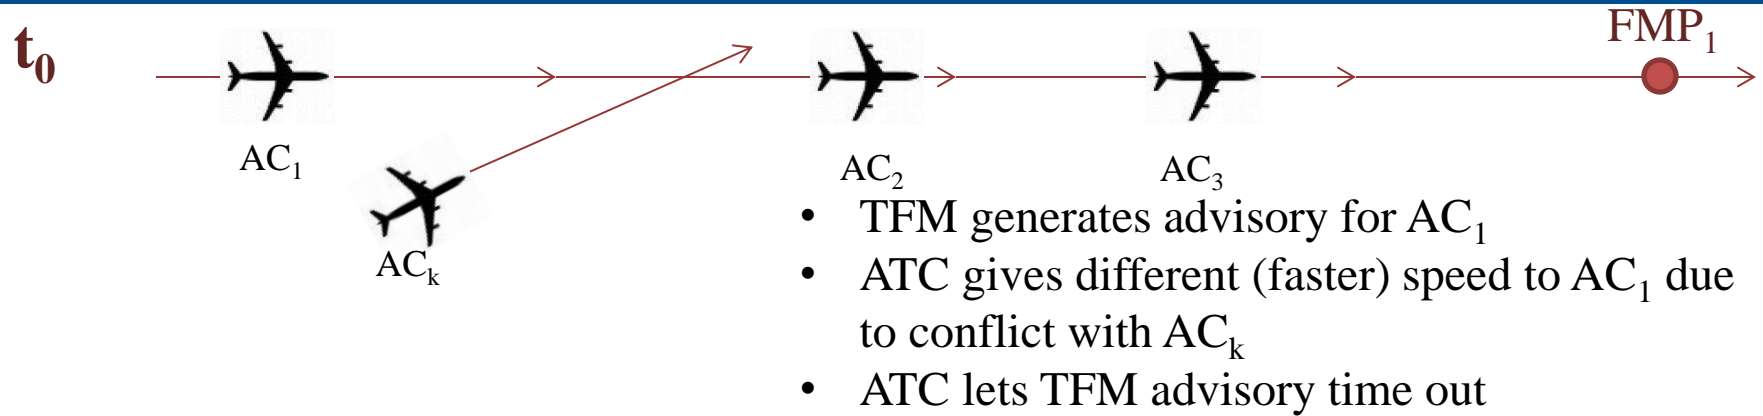 t₀
FMP₁
AC₁
AC₂
AC₃
ACₖ
• TFM generates advisory for AC₁
• ATC gives different (faster) speed to AC₁ due
to conflict with ACₖ
• ATC lets TFM advisory time out